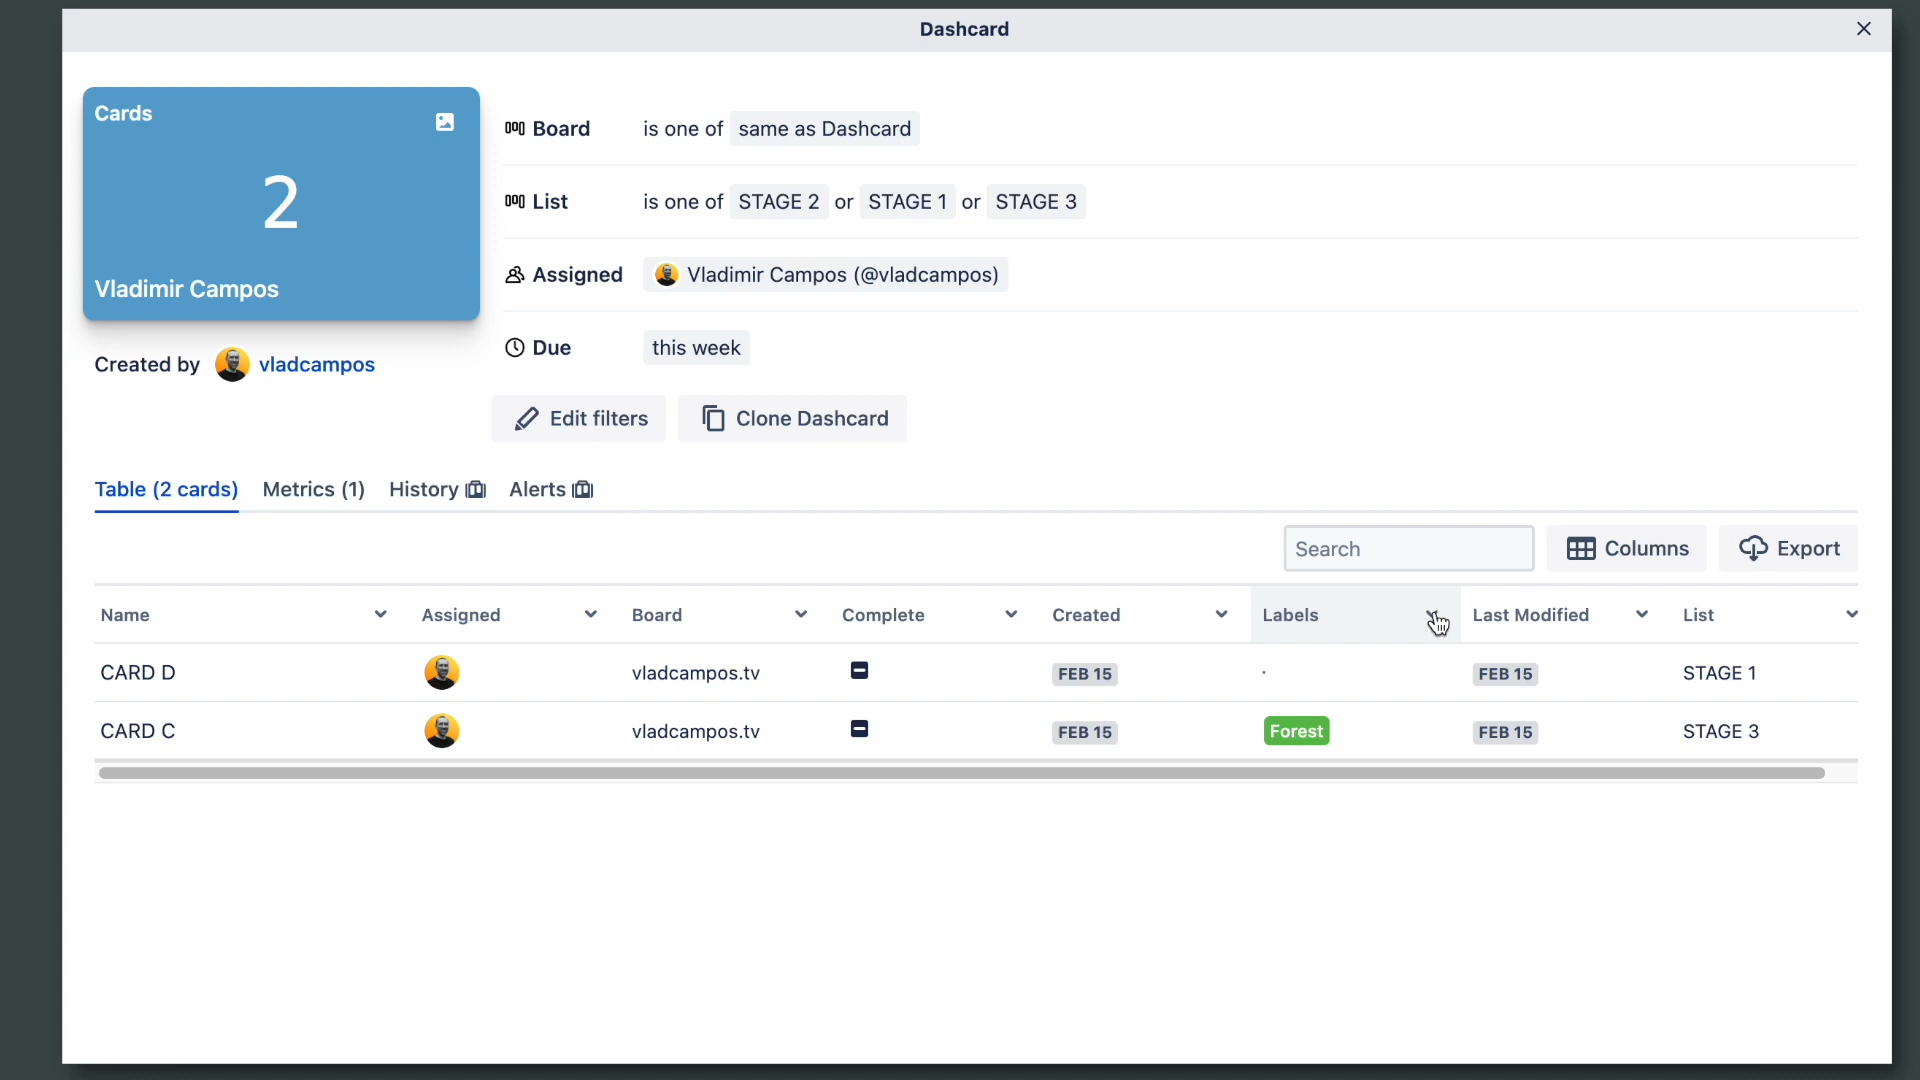 Dashcard
Cards
2
Vladimir Campos
Created by vladcampos
Board is one of same as Dashcard
List is one of STAGE 2 or STAGE 1 or STAGE 3
Assigned Vladimir Campos (@vladcampos)
Due this week
Edit filters Clone Dashcard
Table (2 cards) Metrics (1) History Alerts
Search Columns Export
Name Assigned Board Complete Created Labels Last Modified List
CARD D vladcampos.tv FEB 15 · FEB 15 STAGE 1
CARD C vladcampos.tv FEB 15 Forest FEB 15 STAGE 3